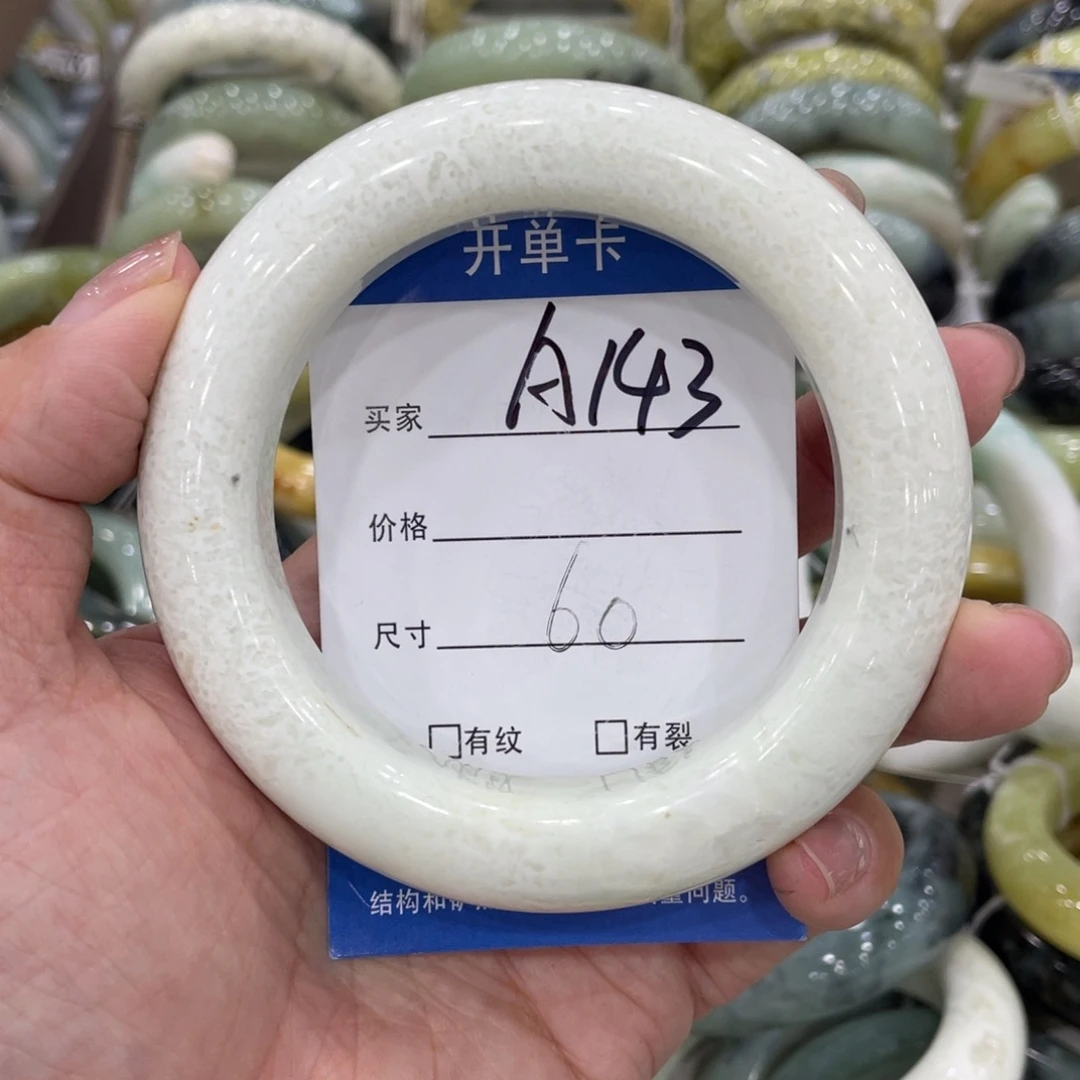 开单卡
买家 A143
价格
尺寸 60
□有纹 □有裂
结构和 问题。